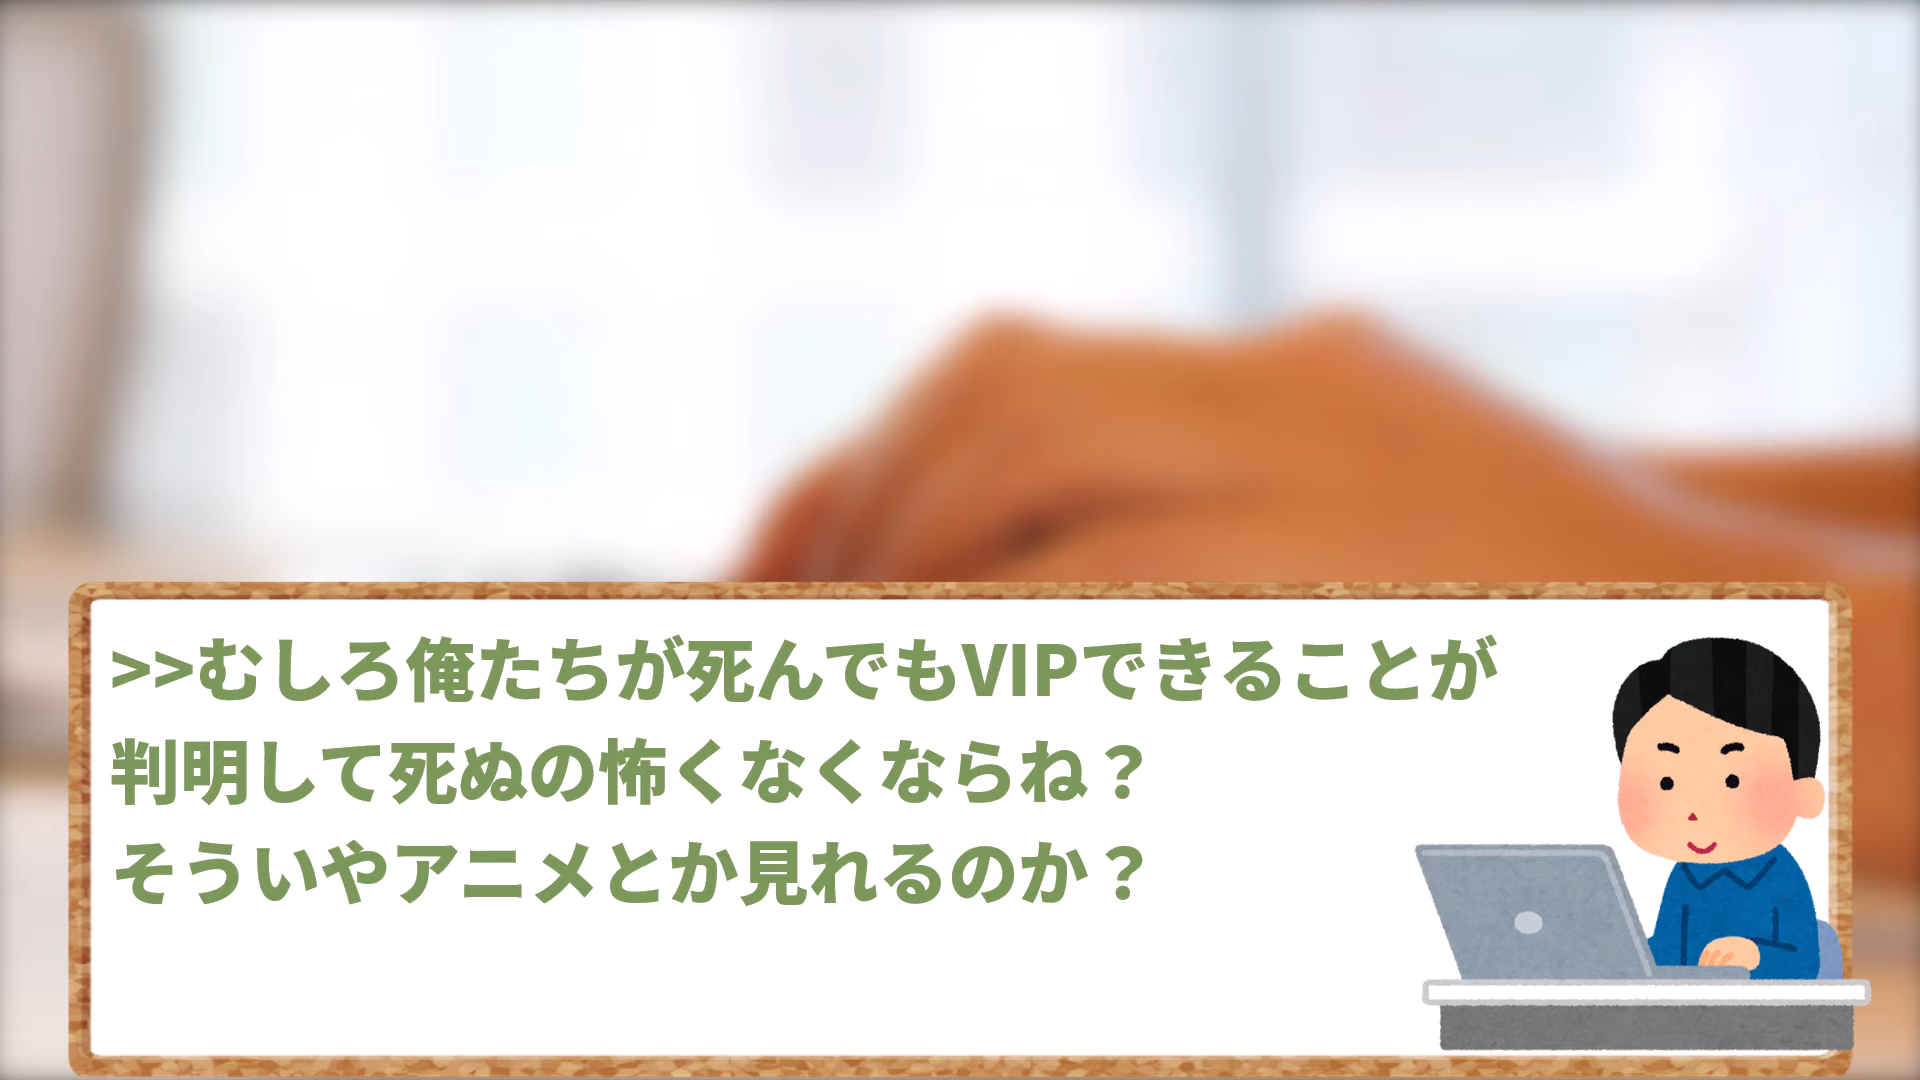 >>むしろ俺たちが死んでもVIPできることが
判明して死ぬの怖くなくならね？
そういやアニメとか見れるのか？